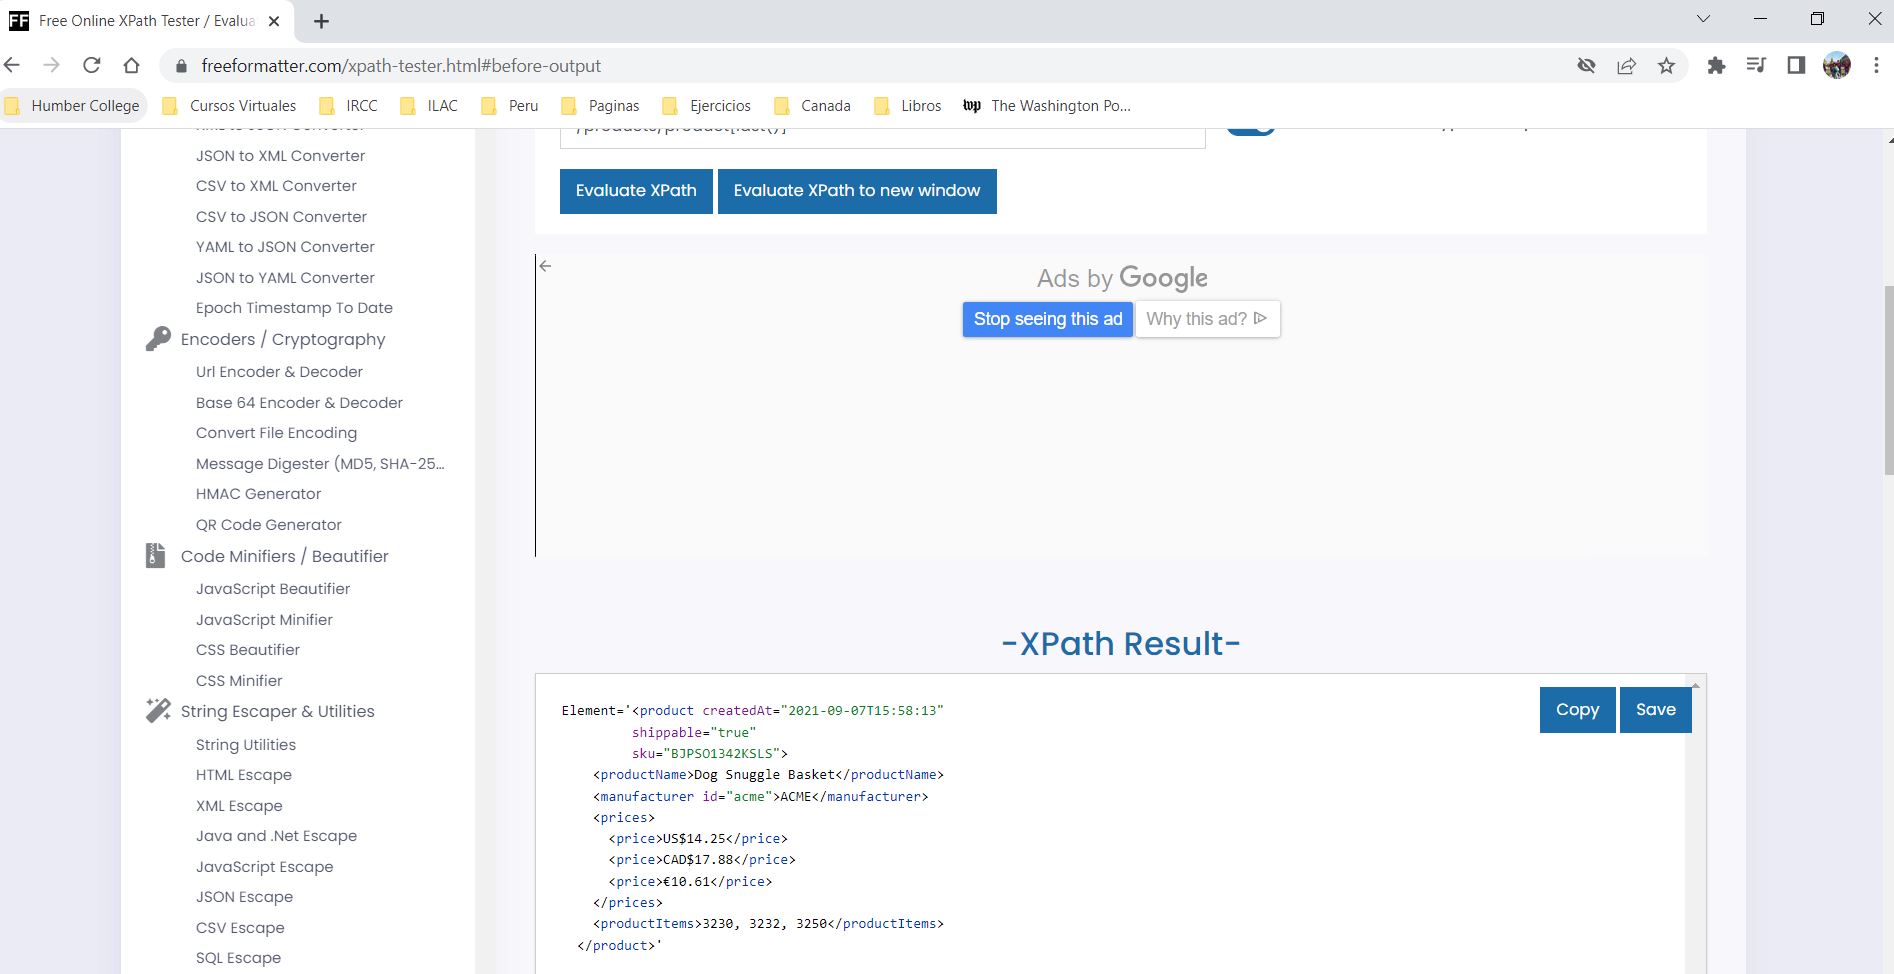 Free Online XPath Tester / Evalua
freeformatter.com/xpath-tester.html#before-output
Humber College Cursos Virtuales IRCC ILAC Peru Paginas Ejercicios Canada Libros wp The Washington Po...
JSON to XML Converter
CSV to XML Converter
CSV to JSON Converter
YAML to JSON Converter
JSON to YAML Converter
Epoch Timestamp To Date
Encoders / Cryptography
Url Encoder & Decoder
Base 64 Encoder & Decoder
Convert File Encoding
Message Digester (MD5, SHA-25...
HMAC Generator
QR Code Generator
Code Minifiers / Beautifier
JavaScript Beautifier
JavaScript Minifier
CSS Beautifier
CSS Minifier
String Escaper & Utilities
String Utilities
HTML Escape
XML Escape
Java and .Net Escape
JavaScript Escape
JSON Escape
CSV Escape
SQL Escape
/products/product[last()]
Evaluate XPath Evaluate XPath to new window
Ads by Google
Stop seeing this ad Why this ad?
-XPath Result-
Copy Save
Element='<product createdAt="2021-09-07T15:58:13"
shippable="true"
sku="BJPSO1342KSLS">
<productName>Dog Snuggle Basket</productName>
<manufacturer id="acme">ACME</manufacturer>
<prices>
<price>US$14.25</price>
<price>CAD$17.88</price>
<price>€10.61</price>
</prices>
<productItems>3230, 3232, 3250</productItems>
</product>'